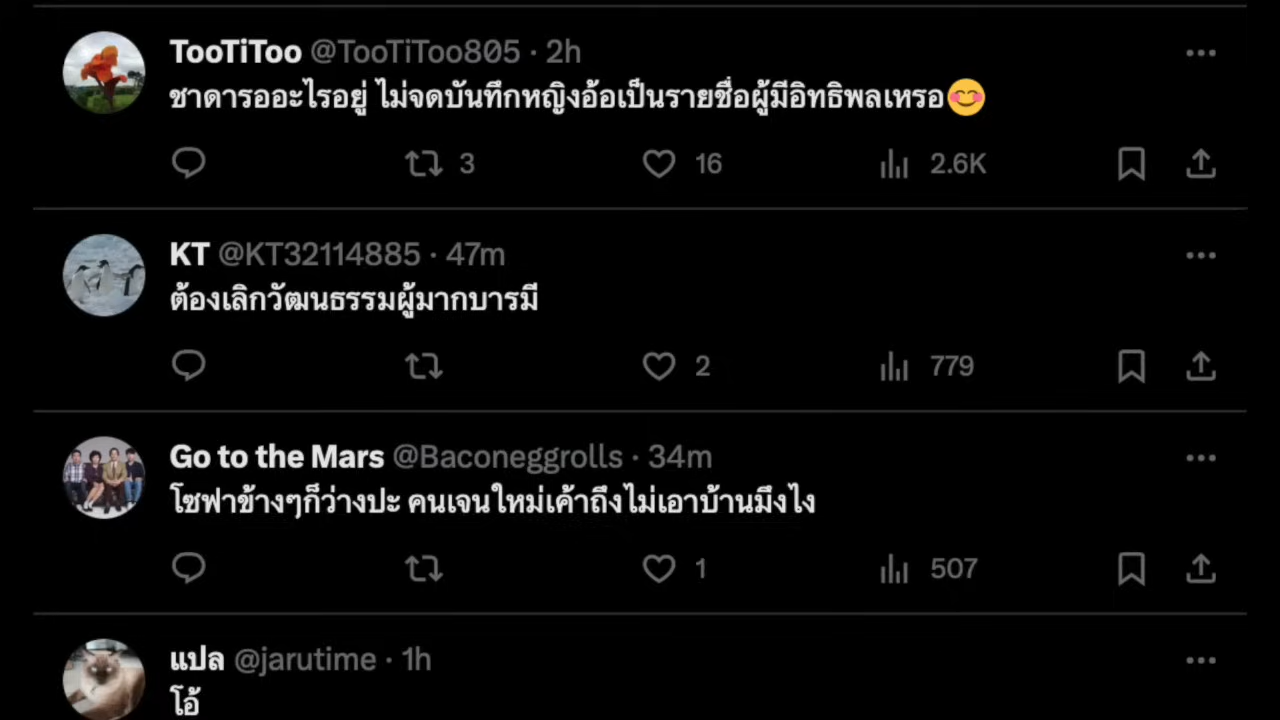 TooTiToo @TooTiToo805 · 2h
ชาดารออะไรอยู่ ไม่จดบันทึกหญิงอ้อเป็นรายชื่อผู้มีอิทธิพลเหรอ😊
3 16 2.6K
KT @KT32114885 · 47m
ต้องเลิกวัฒนธรรมผู้มากบารมี
2 779
Go to the Mars @Baconeggrolls · 34m
โซฟาข้างๆก็ว่างปะ คนเจนใหม่เค้าถึงไม่เอาบ้านมึงไง
1 507
แปล @jarutime · 1h
โอ้